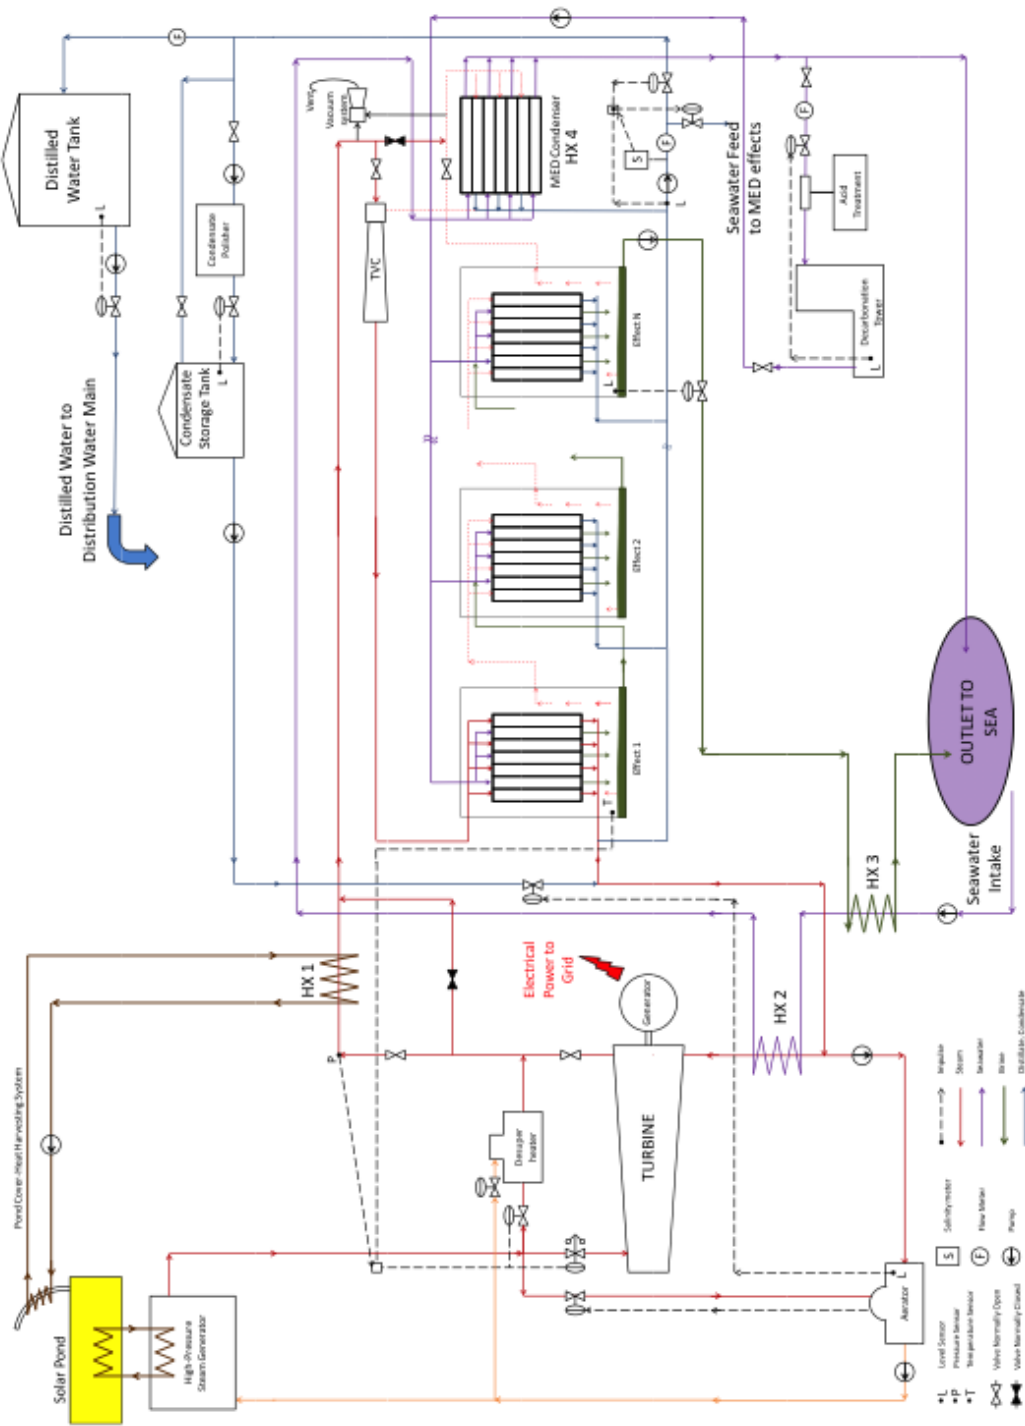 Solar Pond
Pond Cover-Heat Harvesting System
High-Pressure
Steam Generator
HX 1
P
Desuper
heater
TURBINE
Generator
Electrical
Power to
Grid
HX 2
L
Aerator
HX 3
Seawater
Intake
OUTLET TO
SEA
T
Effect 1
Effect 2
L
Effect N
TVC
Vent
Vacuum
system
MED Condenser
HX 4
S
F
L
Seawater Feed
to MED effects
F
Acid
Treatment
L
Decarbonation
Tower
F
Distilled
Water Tank
L
Condensate
Polisher
L
Condensate
Storage Tank
Distilled Water to
Distribution Water Main
L Level Sensor
P Pressure Sensor
T Temperature Sensor
Valve Normally Open
Valve Normally Closed
S Salinity meter
F Flow Meter
Pump
Impulse
Steam
Seawater
Brine
Distillate, Condensate